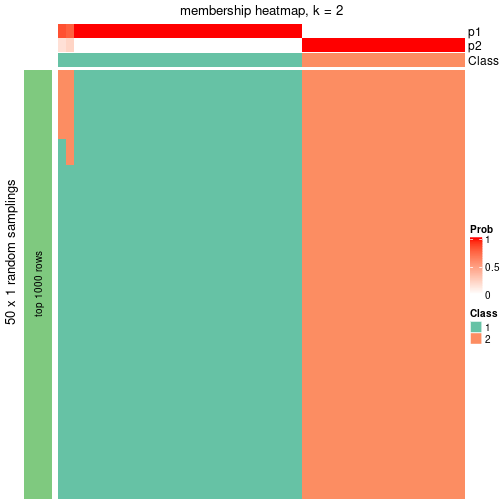 membership heatmap, k = 2
p1
p2
Class
50 x 1 random samplings
top 1000 rows
Prob
1
0.5
0
Class
1
2